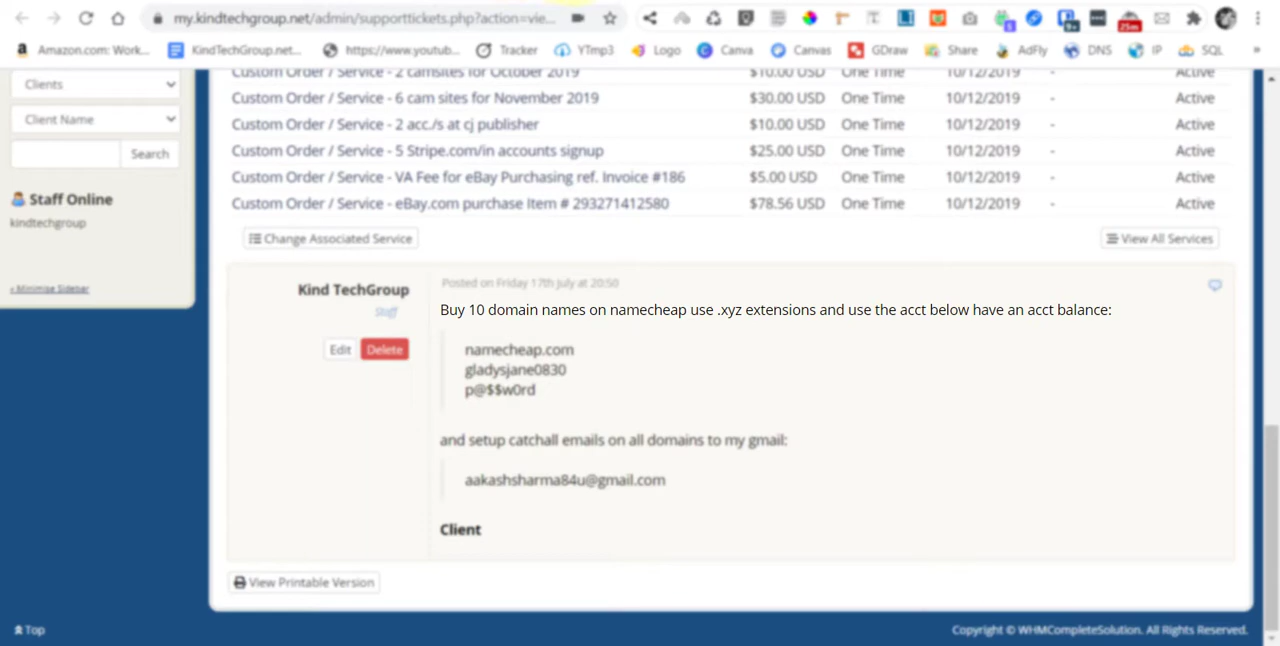 my.kindtechgroup.net/admin/supporttickets.php?action=vie...
9+
25m
Amazon.com: Work...
KindTechGroup.net...
https://www.youtub...
Tracker
YTmp3
Logo
Canva
Canvas
GDraw
Share
AdFly
DNS
IP
SQL
»
Clients
Client Name
Search
Staff Online
kindtechgroup
« Minimise Sidebar
Custom Order / Service - 2 camsites for October 2019 $10.00 USD One Time 10/12/2019 - Active
Custom Order / Service - 6 cam sites for November 2019 $30.00 USD One Time 10/12/2019 - Active
Custom Order / Service - 2 acc./s at cj publisher $10.00 USD One Time 10/12/2019 - Active
Custom Order / Service - 5 Stripe.com/in accounts signup $25.00 USD One Time 10/12/2019 - Active
Custom Order / Service - VA Fee for eBay Purchasing ref. Invoice #186 $5.00 USD One Time 10/12/2019 - Active
Custom Order / Service - eBay.com purchase Item # 293271412580 $78.56 USD One Time 10/12/2019 - Active
Change Associated Service
View All Services
Kind TechGroup
Staff
Edit
Delete
Posted on Friday 17th July at 20:50
Buy 10 domain names on namecheap use .xyz extensions and use the acct below have an acct balance:
namecheap.com
gladysjane0830
p@$$w0rd
and setup catchall emails on all domains to my gmail:
aakashsharma84u@gmail.com
Client
View Printable Version
Top
Copyright © WHMCompleteSolution. All Rights Reserved.